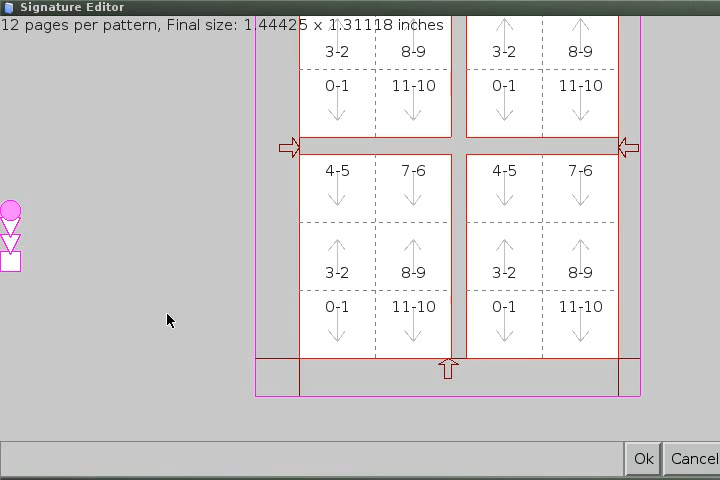 Signature Editor
12 pages per pattern, Final size: 1.44425 x 1.31118 inches
3-2 8-9 3-2 8-9
0-1 11-10 0-1 11-10
4-5 7-6 4-5 7-6
3-2 8-9 3-2 8-9
0-1 11-10 0-1 11-10
Ok Cancel